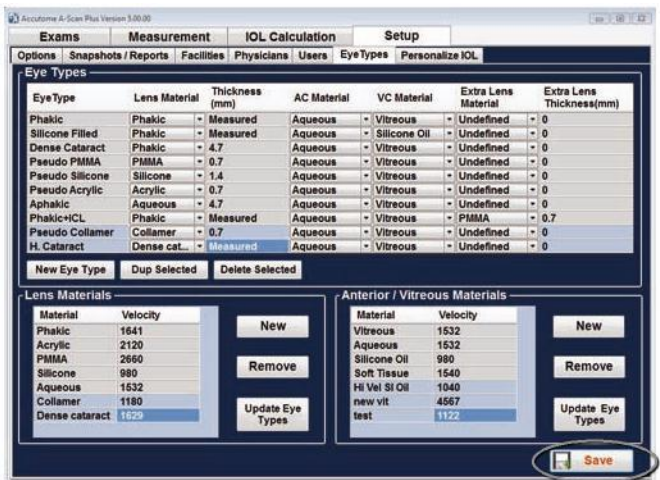 Accutome A-Scan Plus Version 3.00.00
Exams Measurement IOL Calculation Setup
Options Snapshots / Reports Facilities Physicians Users EyeTypes Personalize IOL
Eye Types
EyeType Lens Material Thickness (mm) AC Material VC Material Extra Lens Material Extra Lens Thickness(mm)
Phakic Phakic Measured Aqueous Vitreous Undefined 0
Silicone Filled Phakic Measured Aqueous Silicone Oil Undefined 0
Dense Cataract Phakic 4.7 Aqueous Vitreous Undefined 0
Pseudo PMMA PMMA 0.7 Aqueous Vitreous Undefined 0
Pseudo Silicone Silicone 1.4 Aqueous Vitreous Undefined 0
Pseudo Acrylic Acrylic 0.7 Aqueous Vitreous Undefined 0
Aphakic Aqueous 4.7 Aqueous Vitreous Undefined 0
Phakic+ICL Phakic Measured Aqueous Vitreous PMMA 0.7
Pseudo Collamer Collamer 0.7 Aqueous Vitreous Undefined 0
H. Cataract Dense cat... Measured Aqueous Vitreous Undefined 0
New Eye Type Dup Selected Delete Selected
Lens Materials
Material Velocity
Phakic 1641
Acrylic 2120
PMMA 2660
Silicone 980
Aqueous 1532
Collamer 1180
Dense cataract 1629
New
Remove
Update Eye Types
Anterior / Vitreous Materials
Material Velocity
Vitreous 1532
Aqueous 1532
Silicone Oil 980
Soft Tissue 1540
Hi Vel Sl Oil 1040
new vit 4567
test 1122
New
Remove
Update Eye Types
Save